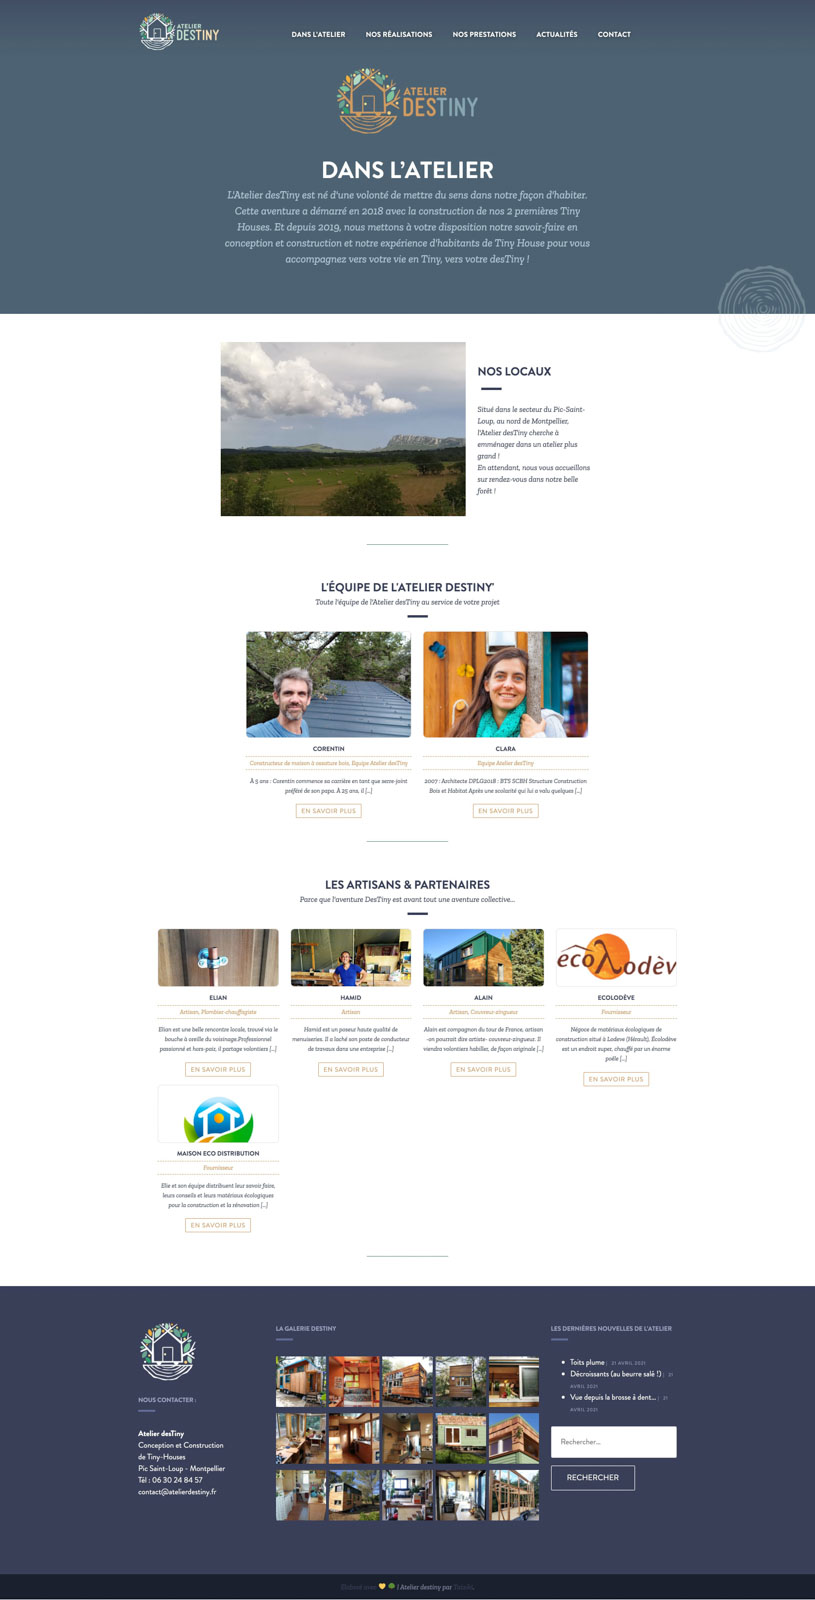 ATELIER
DESTINY
DANS L'ATELIER
NOS RÉALISATIONS
NOS PRESTATIONS
ACTUALITÉS
CONTACT
ATELIER
DESTINY
DANS L'ATELIER
L'Atelier desTiny est né d'une volonté de mettre du sens dans notre façon d'habiter.
Cette aventure a démarré en 2018 avec la construction de nos 2 premières Tiny
Houses. Et depuis 2019, nous mettons à votre disposition notre savoir-faire en
conception et construction et notre expérience d'habitants de Tiny House pour vous
accompagnez vers votre vie en Tiny, vers votre desTiny !
NOS LOCAUX
Situé dans le secteur du Pic-Saint-
Loup, au nord de Montpellier,
l'Atelier desTiny cherche à
emménager dans un atelier plus
grand !
En attendant, nous vous accueillons
sur rendez-vous dans notre belle
forêt !
L'ÉQUIPE DE L'ATELIER DESTINY'
Toute l'équipe de l'Atelier desTiny au service de votre projet
CORENTIN
Constructeur de maison à ossature bois, Equipe Atelier desTiny
À 5 ans : Corentin commence sa carrière en tant que serre-joint
préféré de son papa. À 25 ans, il [...]
EN SAVOIR PLUS
CLARA
Equipe Atelier desTiny
2007 : Architecte DPLG2018 : BTS SCBH Structure Construction
Bois et Habitat Après une scolarité qui lui a valu quelques [...]
EN SAVOIR PLUS
LES ARTISANS & PARTENAIRES
Parce que l'aventure DesTiny est avant tout une aventure collective...
ELIAN
Artisan, Plombier-chauffagiste
Elian est une belle rencontre locale, trouvé via le
bouche à oreille du voisinage.Professionnel
passionné et hors-pair, il partage volontiers [...]
EN SAVOIR PLUS
HAMID
Artisan
Hamid est un poseur haute qualité de
menuiseries. Il a laché son poste de conducteur
de travaux dans une entreprise [...]
EN SAVOIR PLUS
ALAIN
Artisan, Couvreur-zingueur
Alain est compagnon du tour de France, artisan
-on pourrait dire artiste- couvreur-zingueur. Il
viendra volontiers habiller, de façon originale [...]
EN SAVOIR PLUS
ecoλodèv
ECOLODÈVE
Fournisseur
Négoce de matériaux écologiques de
construction situé à Lodève (Hérault), Écolodève
est un endroit super, chauffé par un énorme
poêle [...]
EN SAVOIR PLUS
MAISON ECO DISTRIBUTION
Fournisseur
Elie et son équipe distribuent leur savoir faire,
leurs conseils et leurs matériaux écologiques
pour la construction et la rénovation [...]
EN SAVOIR PLUS
NOUS CONTACTER :
Atelier desTiny
Conception et Construction
de Tiny-Houses
Pic Saint-Loup - Montpellier
Tél : 06 30 24 84 57
contact@atelierdestiny.fr
LA GALERIE DESTINY
LES DERNIÈRES NOUVELLES DE L'ATELIER
Toits plume : 21 AVRIL 2021
Décroissants (au beurre salé !) : 21
AVRIL 2021
Vue depuis la brosse à dent... : 21
AVRIL 2021
Rechercher...
RECHERCHER
Élaboré avec 💛 🌳 | Atelier destiny par